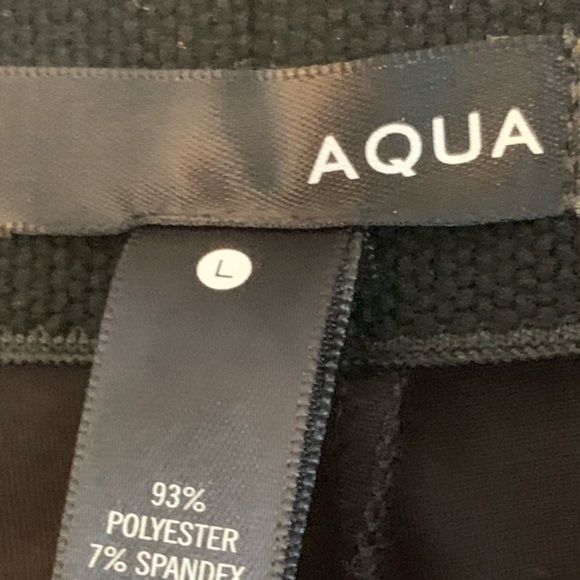 AQUA
L
93%
POLYESTER
7% SPANDEX